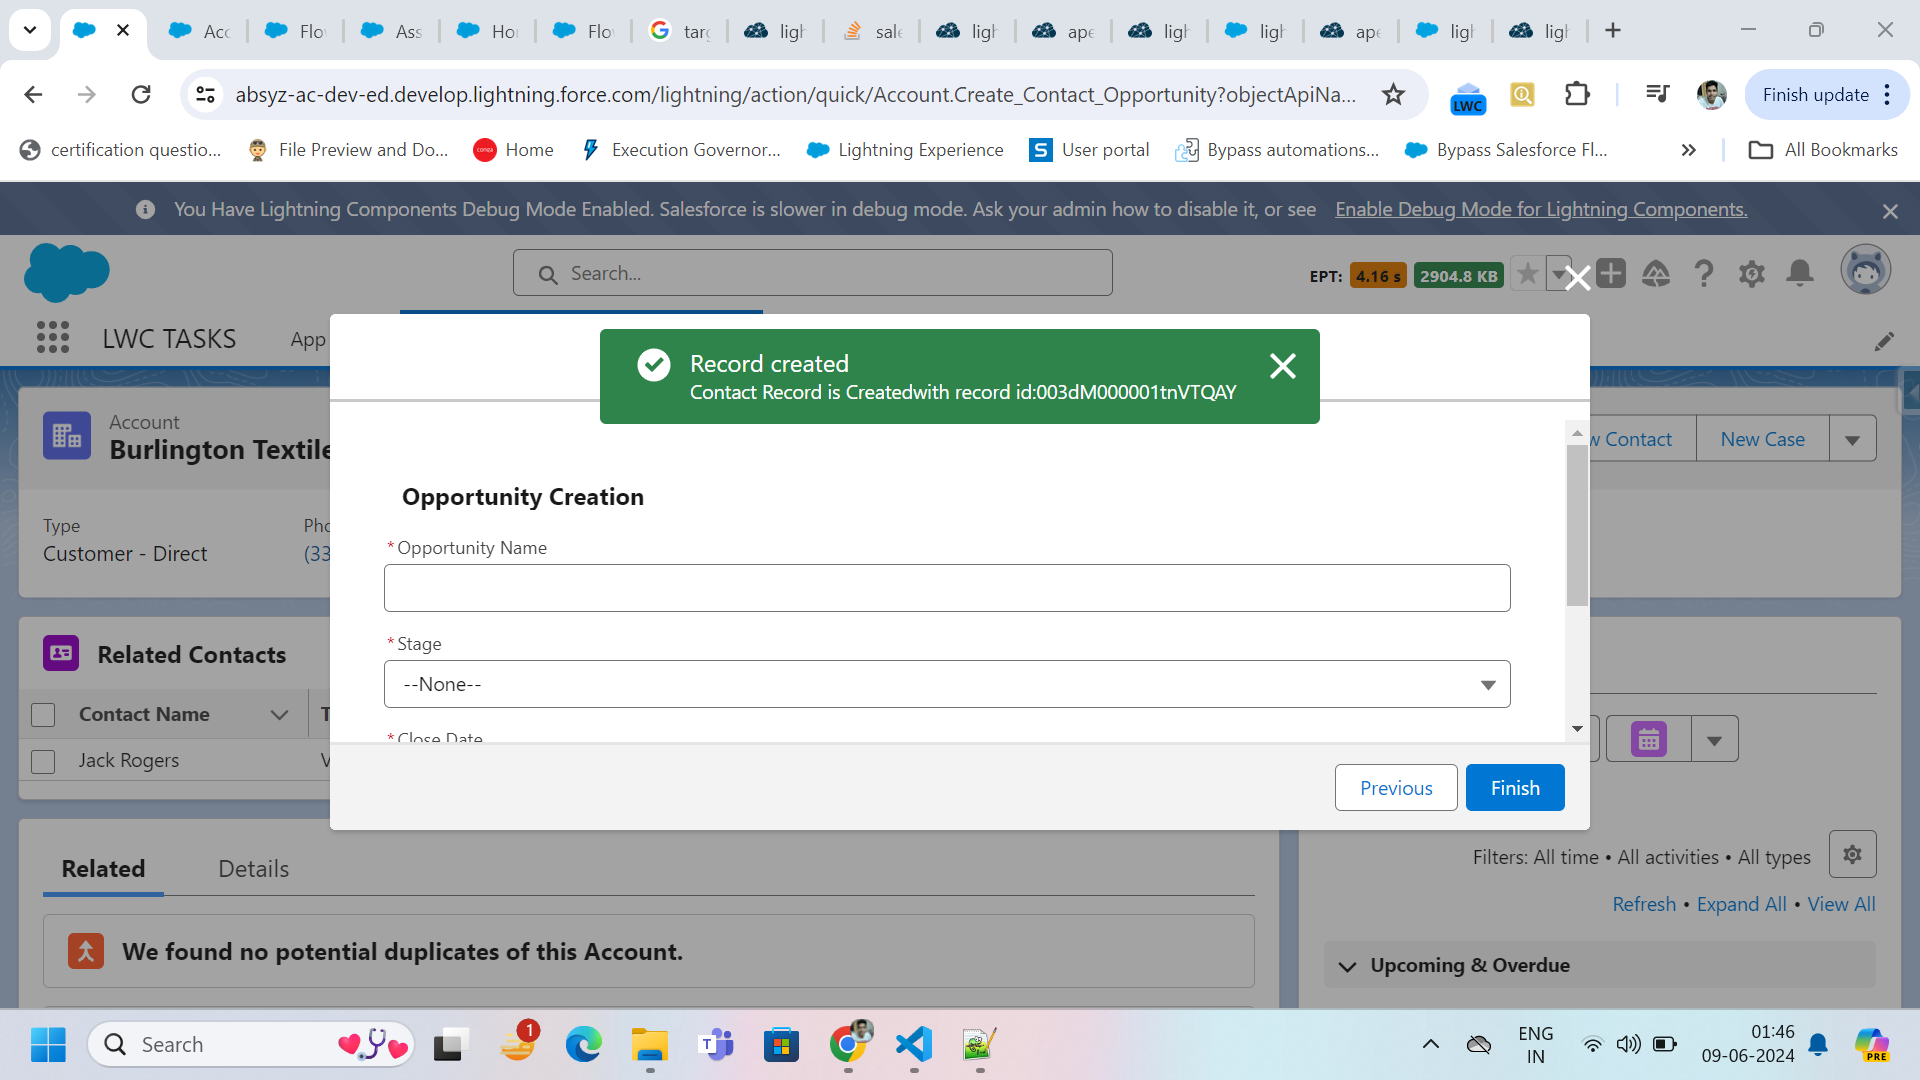 Acc
Flo
Ass
Ho
Flo
targ
ligh
sale
ligh
ape
ligh
ligh
ape
ligh
ligh
absyz-ac-dev-ed.develop.lightning.force.com/lightning/action/quick/Account.Create_Contact_Opportunity?objectApiNa...
LWC
Finish update
certification questio...
File Preview and Do...
Home
Execution Governor...
Lightning Experience
S User portal
Bypass automations...
Bypass Salesforce Fl...
All Bookmarks
You Have Lightning Components Debug Mode Enabled. Salesforce is slower in debug mode. Ask your admin how to disable it, or see Enable Debug Mode for Lightning Components.
Search...
EPT: 4.16 s 2904.8 KB
LWC TASKS
App
Record created
Contact Record is Createdwith record id:003dM000001tnVTQAY
Account
Burlington Textile
w Contact
New Case
Type
Customer - Direct
Pho
(33
Opportunity Creation
*Opportunity Name
*Stage
--None--
*Close Date
Previous
Finish
Related Contacts
Contact Name
T
Jack Rogers
V
Related
Details
We found no potential duplicates of this Account.
Filters: All time • All activities • All types
Refresh • Expand All • View All
Upcoming & Overdue
Search
1
ENG
IN
01:46
09-06-2024
PRE